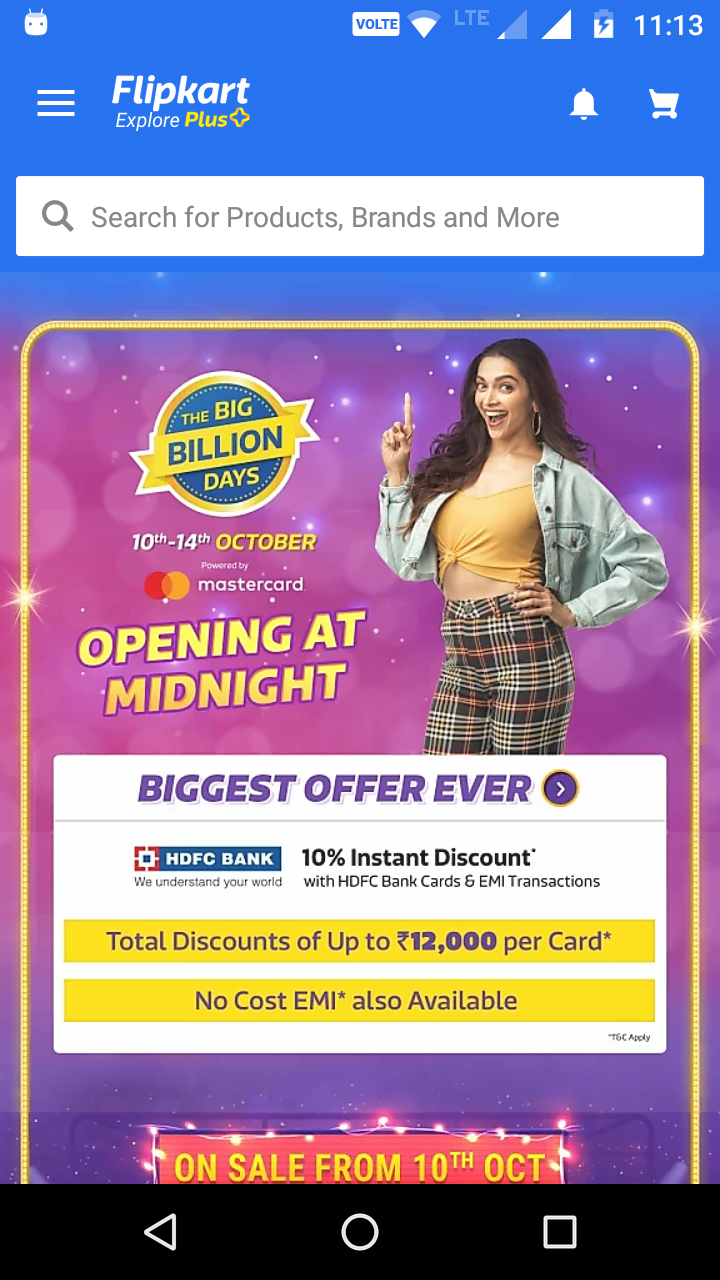 VOLTE LTE 11:13
Flipkart
Explore Plus
Search for Products, Brands and More
THE BIG
BILLION
DAYS
10th-14th OCTOBER
Powered by
mastercard
OPENING AT
MIDNIGHT
BIGGEST OFFER EVER
HDFC BANK
We understand your world
10% Instant Discount*
with HDFC Bank Cards & EMI Transactions
Total Discounts of Up to ₹12,000 per Card*
No Cost EMI* also Available
*T&C Apply
ON SALE FROM 10TH OCT